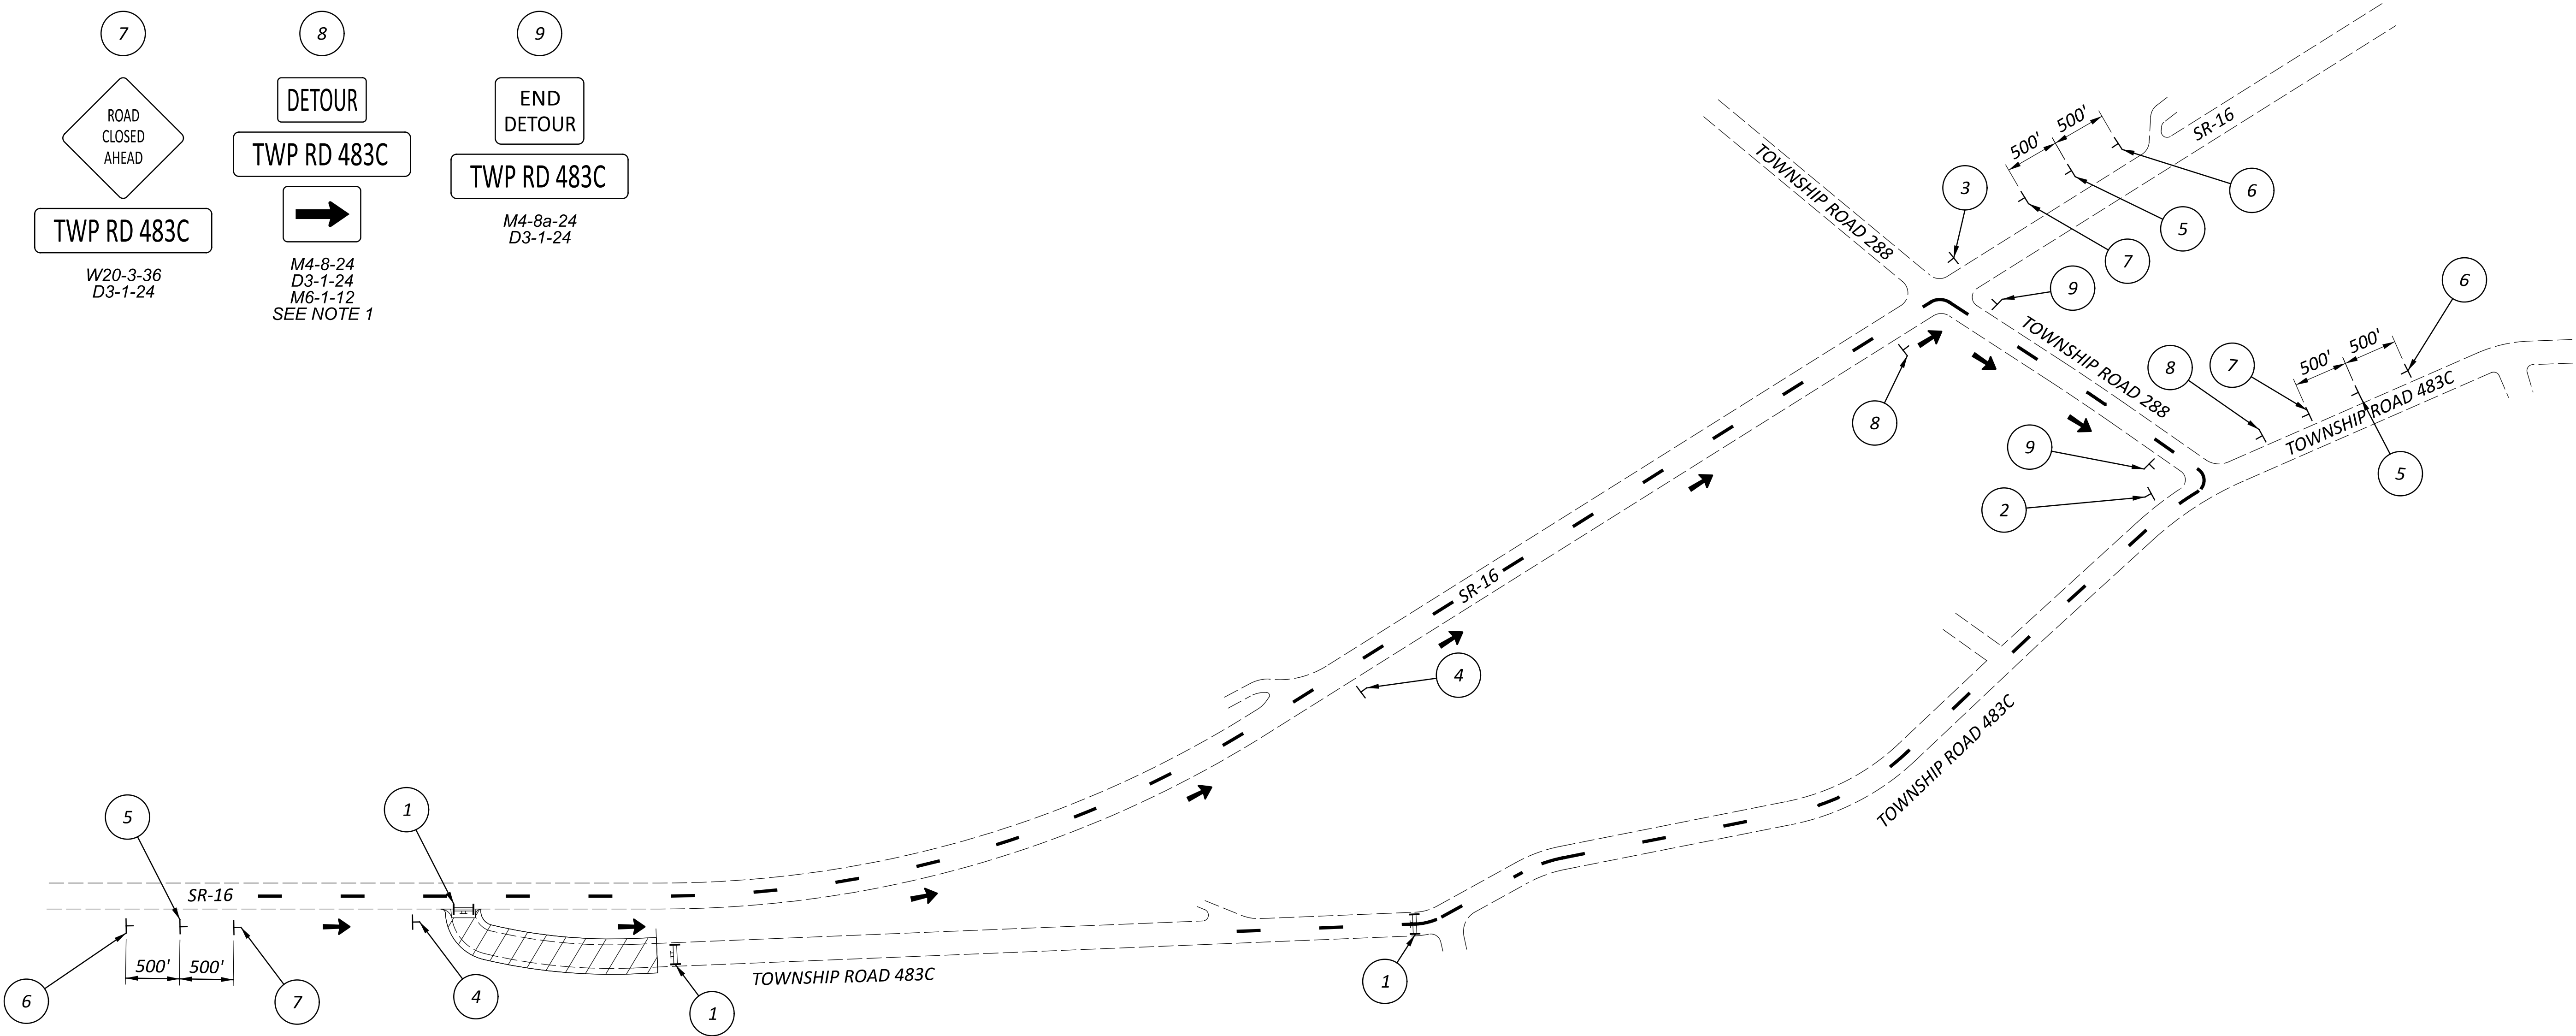 7
8
9
ROAD
CLOSED
AHEAD
TWP RD 483C
W20-3-36
D3-1-24
DETOUR
TWP RD 483C
M4-8-24
D3-1-24
M6-1-12
SEE NOTE 1
END
DETOUR
TWP RD 483C
M4-8a-24
D3-1-24
TOWNSHIP ROAD 288
3
500'
500'
SR-16
6
5
7
9
TOWNSHIP ROAD 288
8
8
7
500'
500'
6
TOWNSHIP ROAD 483C
5
9
2
SR-16
4
TOWNSHIP ROAD 483C
5
1
SR-16
500'
500'
6
7
4
1
TOWNSHIP ROAD 483C
1